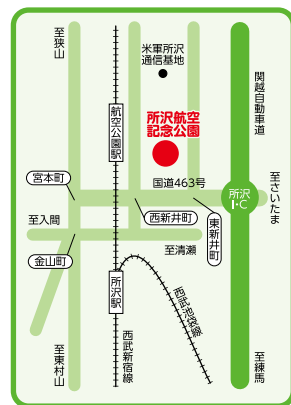 至狭山
米軍所沢
通信基地
関越自動車道
航空公園駅
所沢航空
記念公園
宮本町
国道463号
所沢
I・C
至さいたま
至入間
西新井町
東新井町
至清瀬
金山町
所沢駅
西武池袋線
西武新宿線
至東村山
至練馬